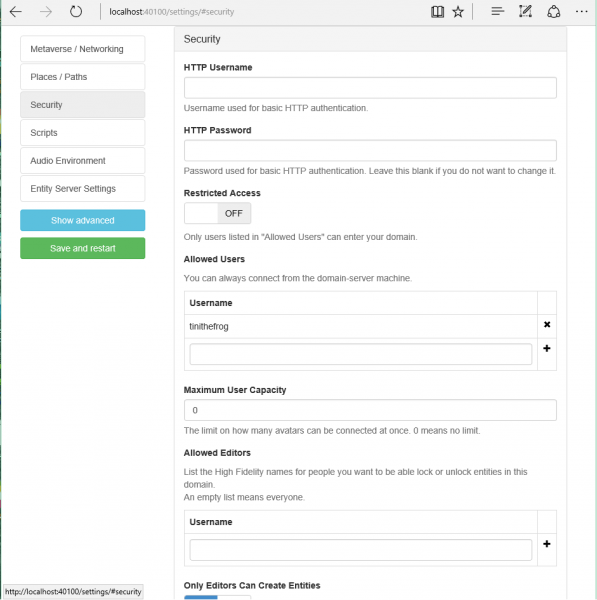 localhost:40100/settings/#security
Metaverse / Networking
Places / Paths
Security
Scripts
Audio Environment
Entity Server Settings
Show advanced
Save and restart
Security
HTTP Username
Username used for basic HTTP authentication.
HTTP Password
Password used for basic HTTP authentication. Leave this blank if you do not want to change it.
Restricted Access
OFF
Only users listed in "Allowed Users" can enter your domain.
Allowed Users
You can always connect from the domain-server machine.
Username
tinithefrog
Maximum User Capacity
0
The limit on how many avatars can be connected at once. 0 means no limit.
Allowed Editors
List the High Fidelity names for people you want to be able lock or unlock entities in this
domain.
An empty list means everyone.
Username
Only Editors Can Create Entities
http://localhost:40100/settings/#security